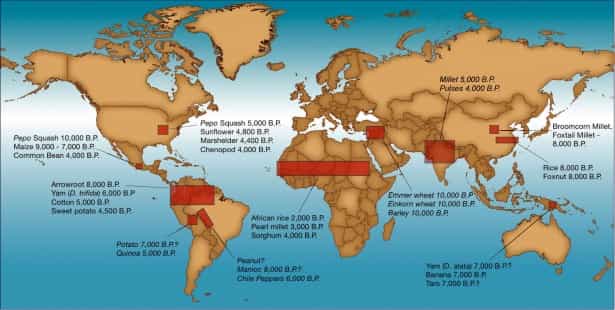 Millet 5,000 B.P.
Pulses 4,000 B.P.
Pepo Squash 5,000 B.P.
Sunflower 4,800 B.P.
Marshelder 4,400 B.P.
Chenopod 4,000 B.P.
Pepo Squash 10,000 B.P.
Maize 9,000 - 7,000 B.P.
Common Bean 4,000 B.P.
Broomcorn Millet,
Foxtail Millet -
8,000 B.P.
Rice 8,000 B.P.
Foxnut 8,000 B.P.
Arrowroot 8,000 B.P.
Yam (D. trifida) 6,000 B.P.
Cotton 5,000 B.P.
Sweet potato 4,500 B.P.
Emmer wheat 10,000 B.P.
Einkorn wheat 10,000 B.P.
Barley 10,000 B.P.
African rice 2,000 B.P.
Pearl millet 3,000 B.P.
Sorghum 4,000 B.P.
Potato 7,000 B.P.?
Quinoa 5,000 B.P.
Peanut?
Manioc 8,000 B.P.?
Chile Peppers 6,000 B.P.
Yam (D. alata) 7,000 B.P.?
Banana 7,000 B.P.
Taro 7,000 B.P.?